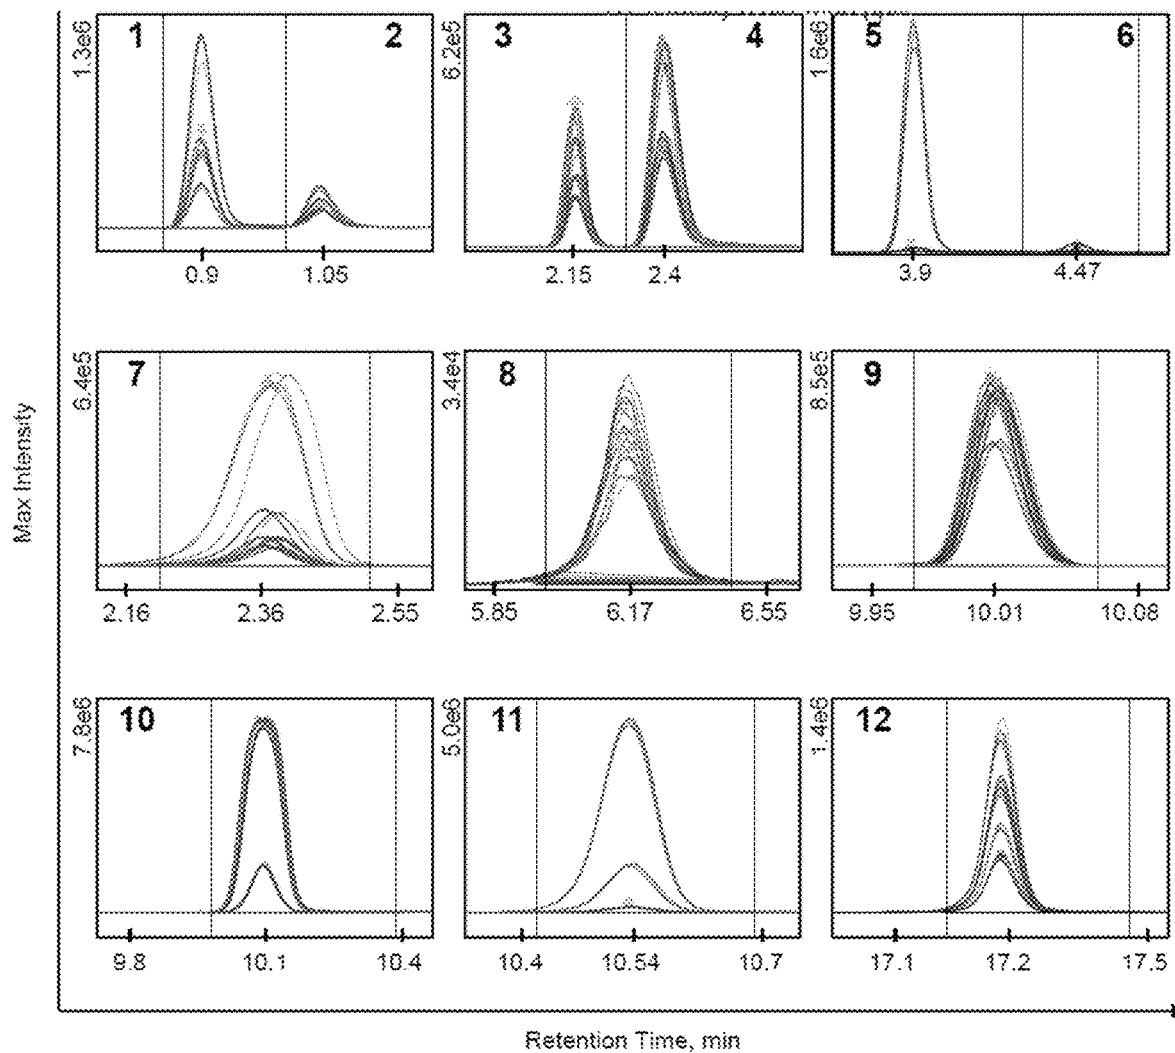 1.3e6 1 2
0.9 1.05
6.2e5 3 4
2.15 2.4
1.6e6 5 6
3.9 4.47
6.4e5 7
2.16 2.36 2.55
3.4e4 8
5.85 6.17 6.55
8.5e5 9
9.95 10.01 10.08
7.8e6 10
9.8 10.1 10.4
5.0e6 11
10.4 10.54 10.7
1.4e6 12
17.1 17.2 17.5
Max Intensity
Retention Time, min